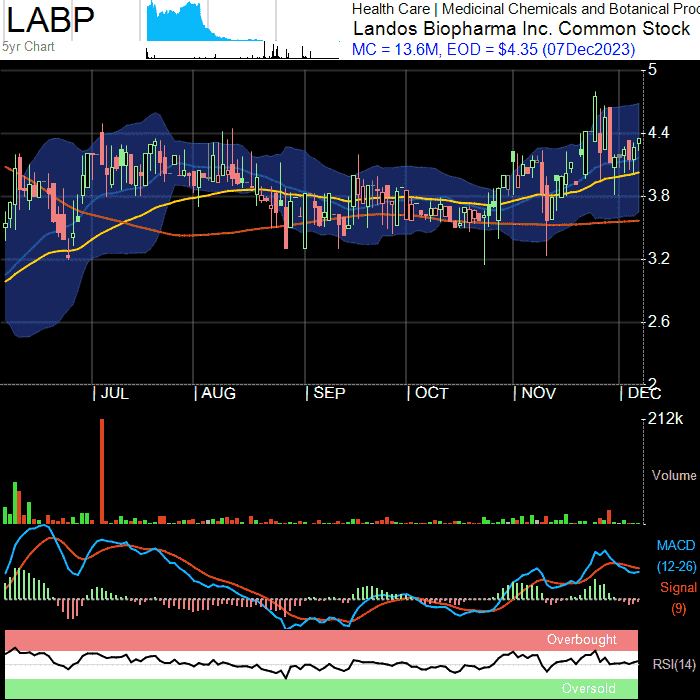 LABP
5yr Chart
Health Care | Medicinal Chemicals and Botanical Proc
Landos Biopharma Inc. Common Stock
MC = 13.6M, EOD = $4.35 (07Dec2023)
5
4.4
3.8
3.2
2.6
2
JUL AUG SEP OCT NOV DEC
212k
Volume
MACD
(12-26)
Signal
(9)
Overbought
RSI(14)
Oversold